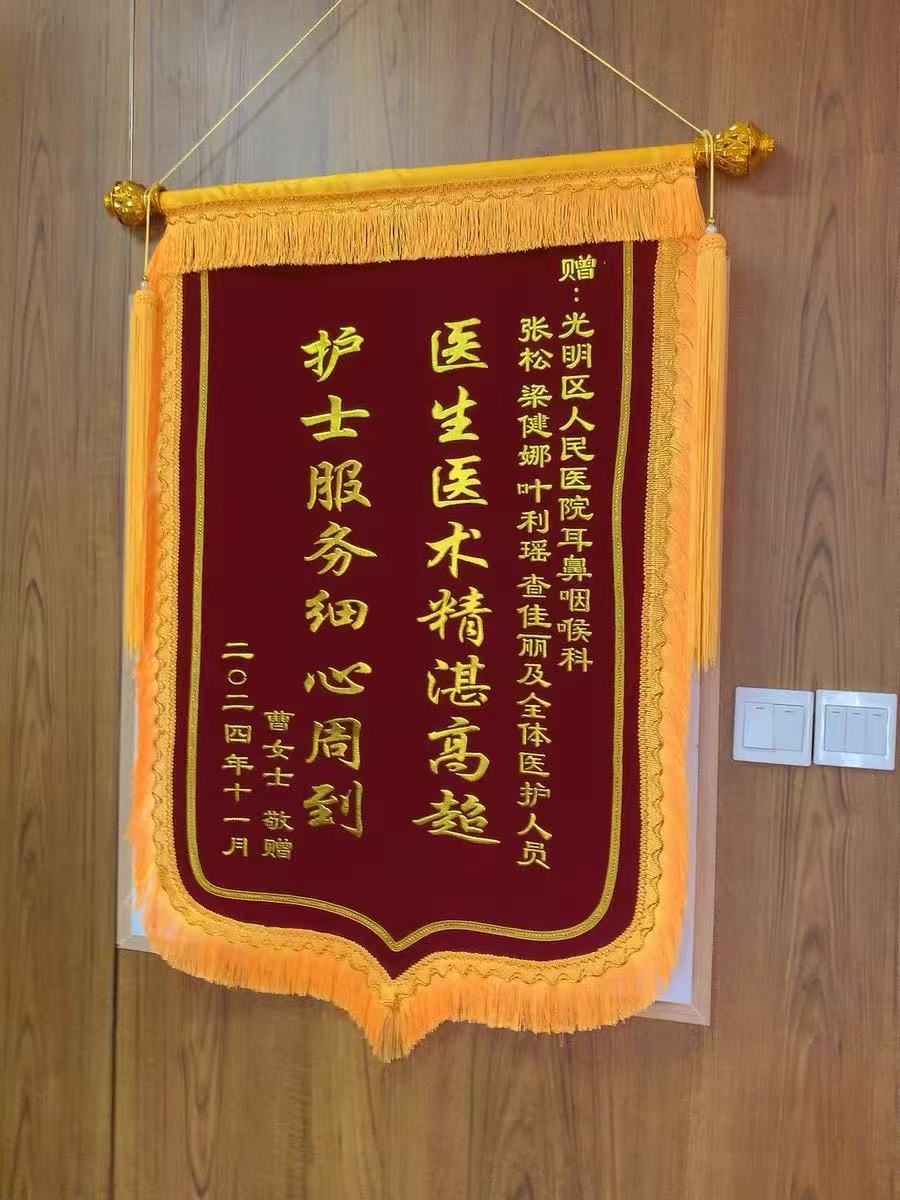 赠：光明区人民医院耳鼻咽喉科
张松 梁健娜 叶利瑶 查佳丽及全体医护人员
医生医术精湛高超
护士服务细心周到
曹女士 敬赠
二〇二四年十一月